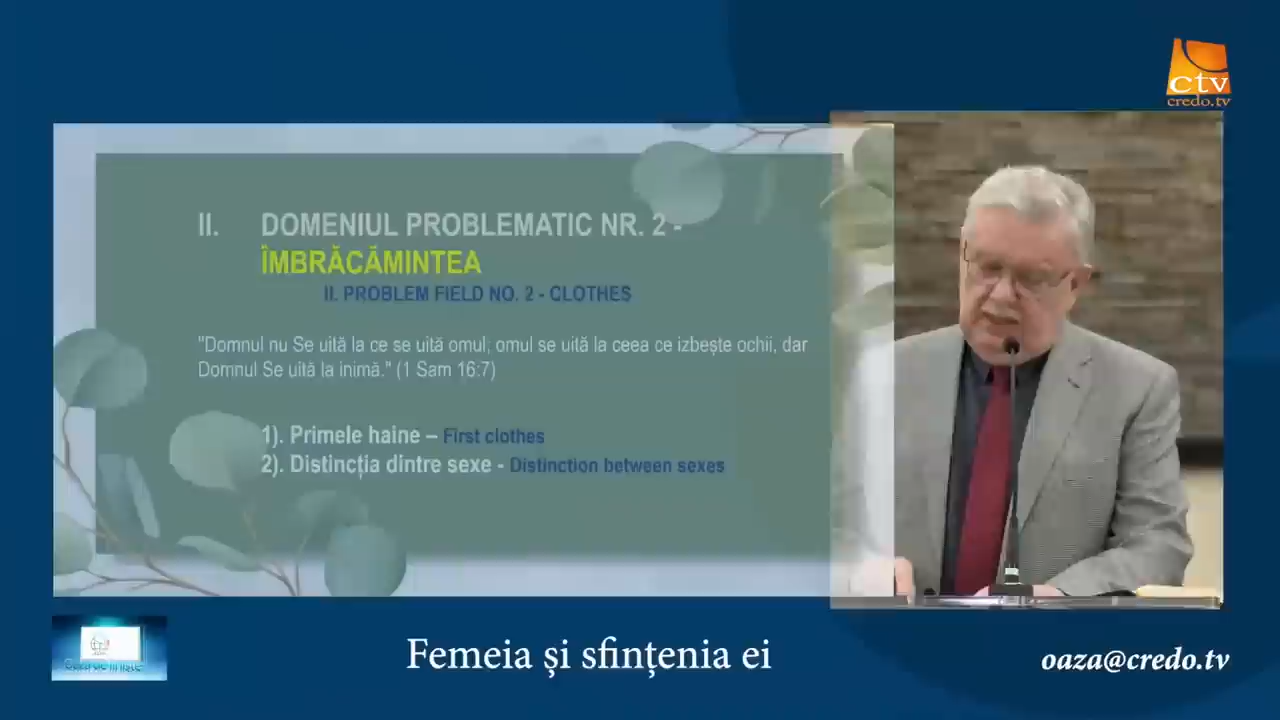 ctv
credo.tv
II. DOMENIUL PROBLEMATIC NR. 2 -
ÎMBRĂCĂMINTEA
II. PROBLEM FIELD NO. 2 - CLOTHES
"Domnul nu Se uită la ce se uită omul; omul se uită la ceea ce izbește ochii, dar
Domnul Se uită la inimă." (1 Sam 16:7)
1). Primele haine – First clothes
2). Distincția dintre sexe - Distinction between sexes
Femeia și sfințenia ei
oaza@credo.tv